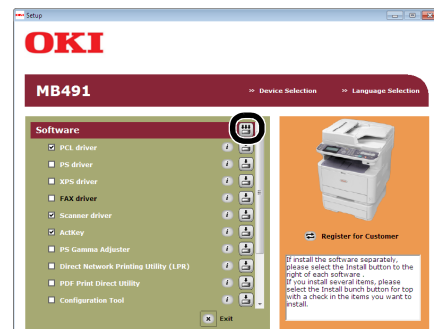 Setup
OKI
MB491
>> Device Selection
>> Language Selection
Software
PCL driver
PS driver
XPS driver
FAX driver
Scanner driver
ActKey
PS Gamma Adjuster
Direct Network Printing Utility (LPR)
PDF Print Direct Utility
Configuration Tool
Exit
Register for Customer
If install the software separately,
please select the Install button to the
right of each software .
If you install several items, please
select the Install bunch button for top
with a check in the items you want to
install.